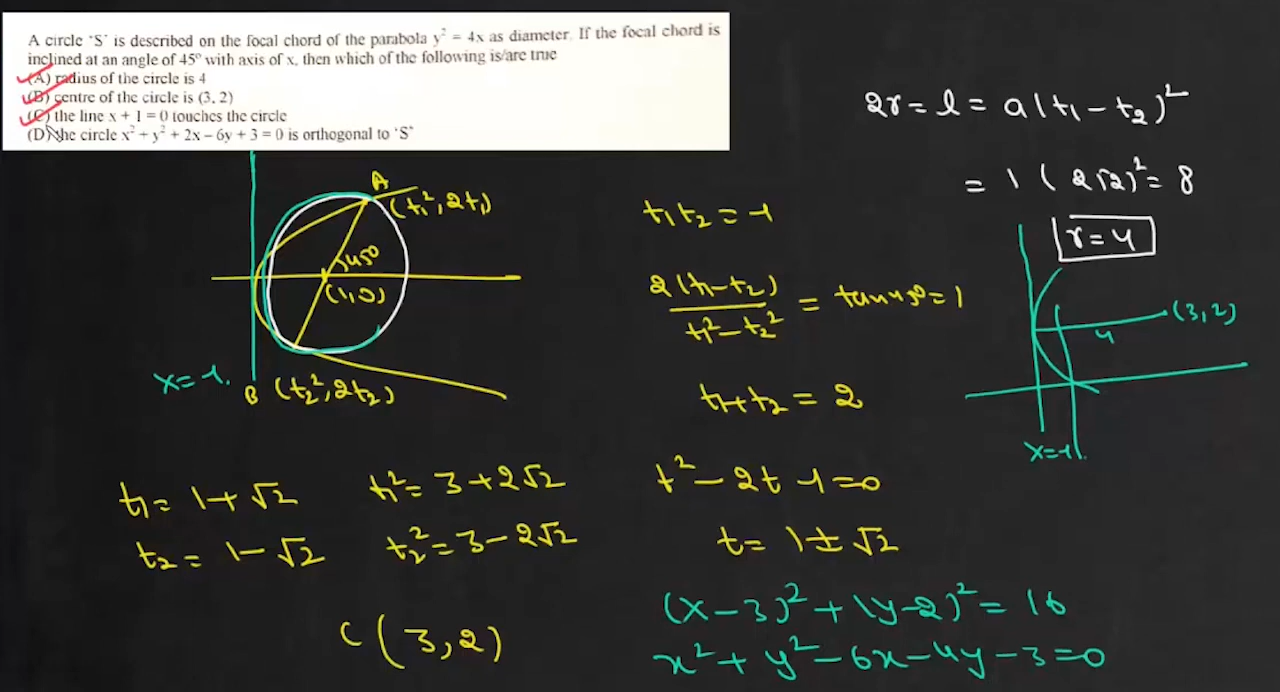 A circle 'S' is described on the focal chord of the parabola y² = 4x as diameter. If the focal chord is
inclined at an angle of 45° with axis of x, then which of the following is/are true
(A) radius of the circle is 4
(B) centre of the circle is (3, 2)
(C) the line x + 1 = 0 touches the circle
(D) the circle x² + y² + 2x – 6y + 3 = 0 is orthogonal to 'S'
A
(t₁², 2t₁)
45°
(1,0)
x=-1.
B (t₂², 2t₂)
t₁ = 1+√2 t₁² = 3+2√2
t₂ = 1-√2 t₂² = 3-2√2
C(3,2)
t₁t₂ = -1
2(t₁-t₂) / t₁²-t₂² = tan45° = 1
t₁+t₂ = 2
t²-2t-1=0
t = 1±√2
(x-3)²+(y-2)² = 16
x²+y²-6x-4y-3=0
2r = l = a(t₁-t₂)²
= 1 (2√2)² = 8
r=4
(3,2)
4
x=-1.